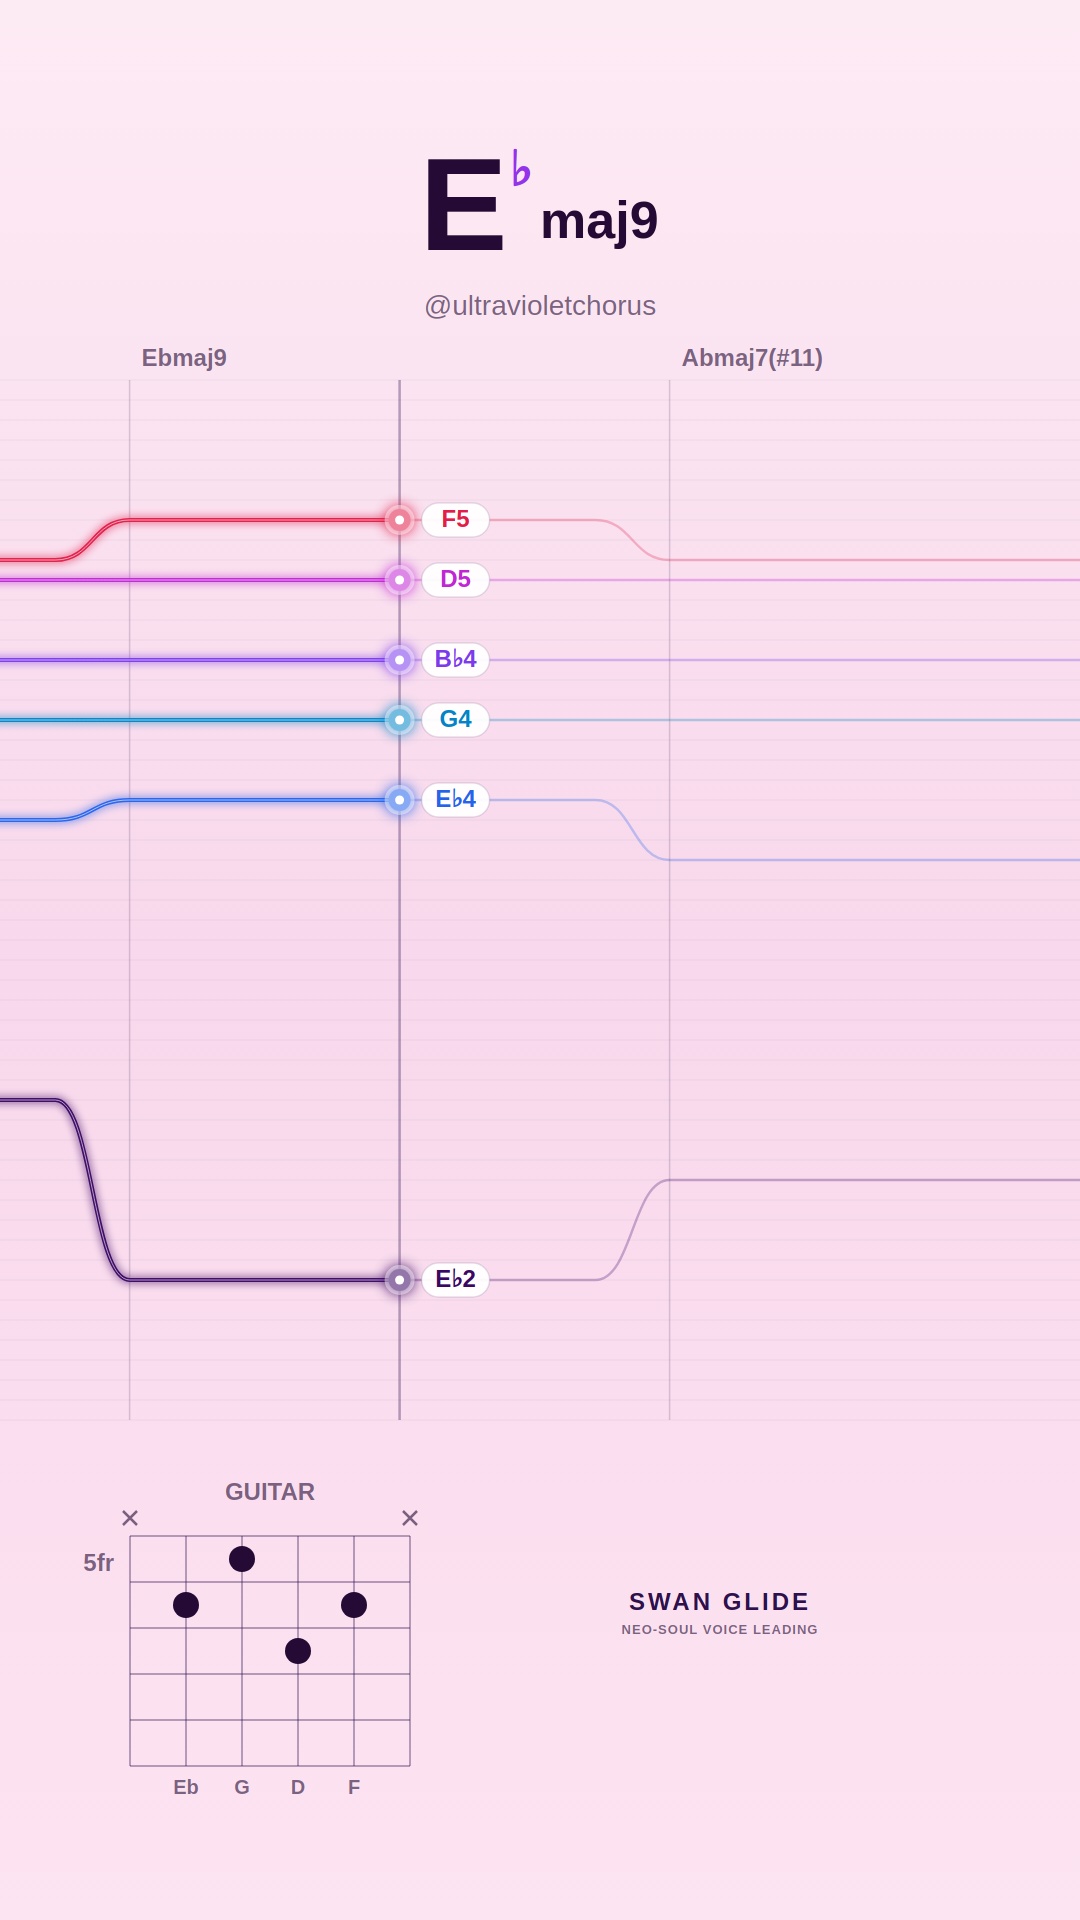 E♭maj9
@ultravioletchorus
Ebmaj9 Abmaj7(#11)
F5
D5
B♭4
G4
E♭4
E♭2
GUITAR
5fr
SWAN GLIDE
NEO-SOUL VOICE LEADING
Eb G D F